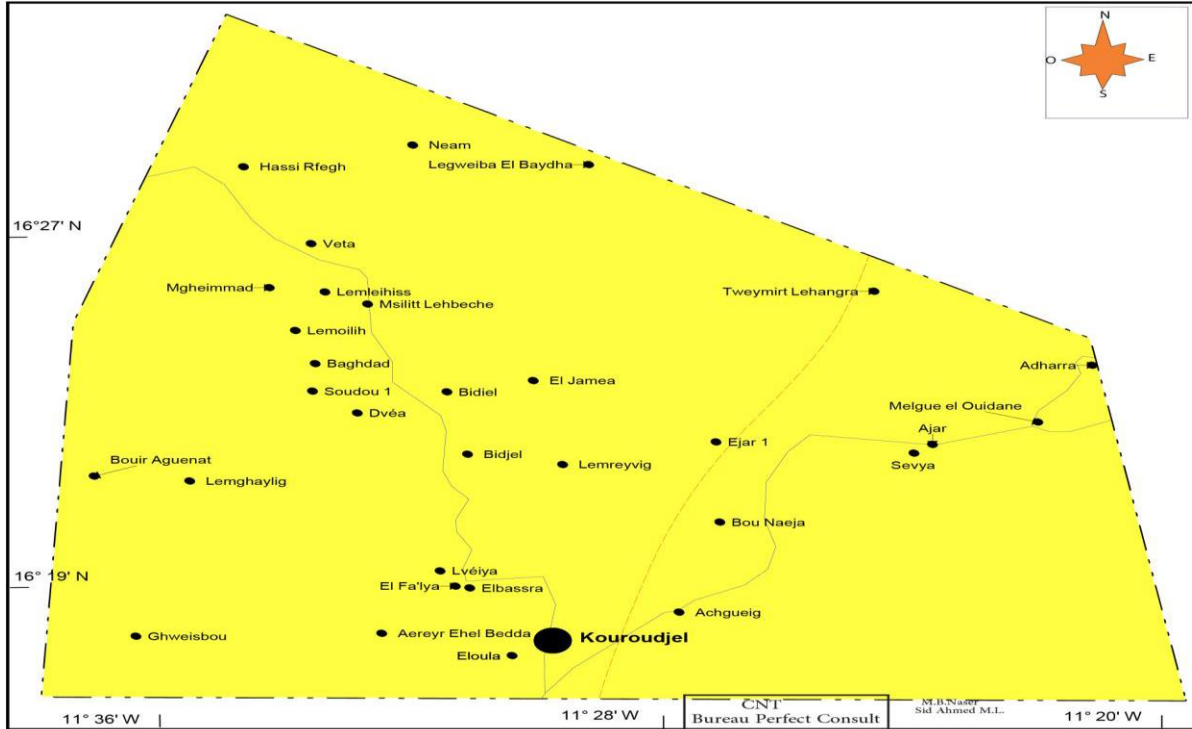 N
O E
S
Neam
Hassi Rfegh
Legweiba El Baydha
16°27' N
Veta
Mgheimmad
Lemleihiss
Tweymirt Lehangra
Msilitt Lehbeche
Lemoilih
Baghdad
Adharra
El Jamea
Soudou 1
Bidiel
Dvéa
Melgue el Ouidane
Ajar
Ejar 1
Bidjel
Bouir Aguenat
Lemreyvig
Sevya
Lemghaylig
Bou Naeja
Lvéiya
16° 19' N
El Fa'lya
Elbassra
Achgueig
Ghweisbou
Aereyr Ehel Bedda
Kouroudjel
Eloula
CNT
Bureau Perfect Consult
M.B.Naser
Sid Ahmed M.L.
11° 36' W
11° 28' W
11° 20' W